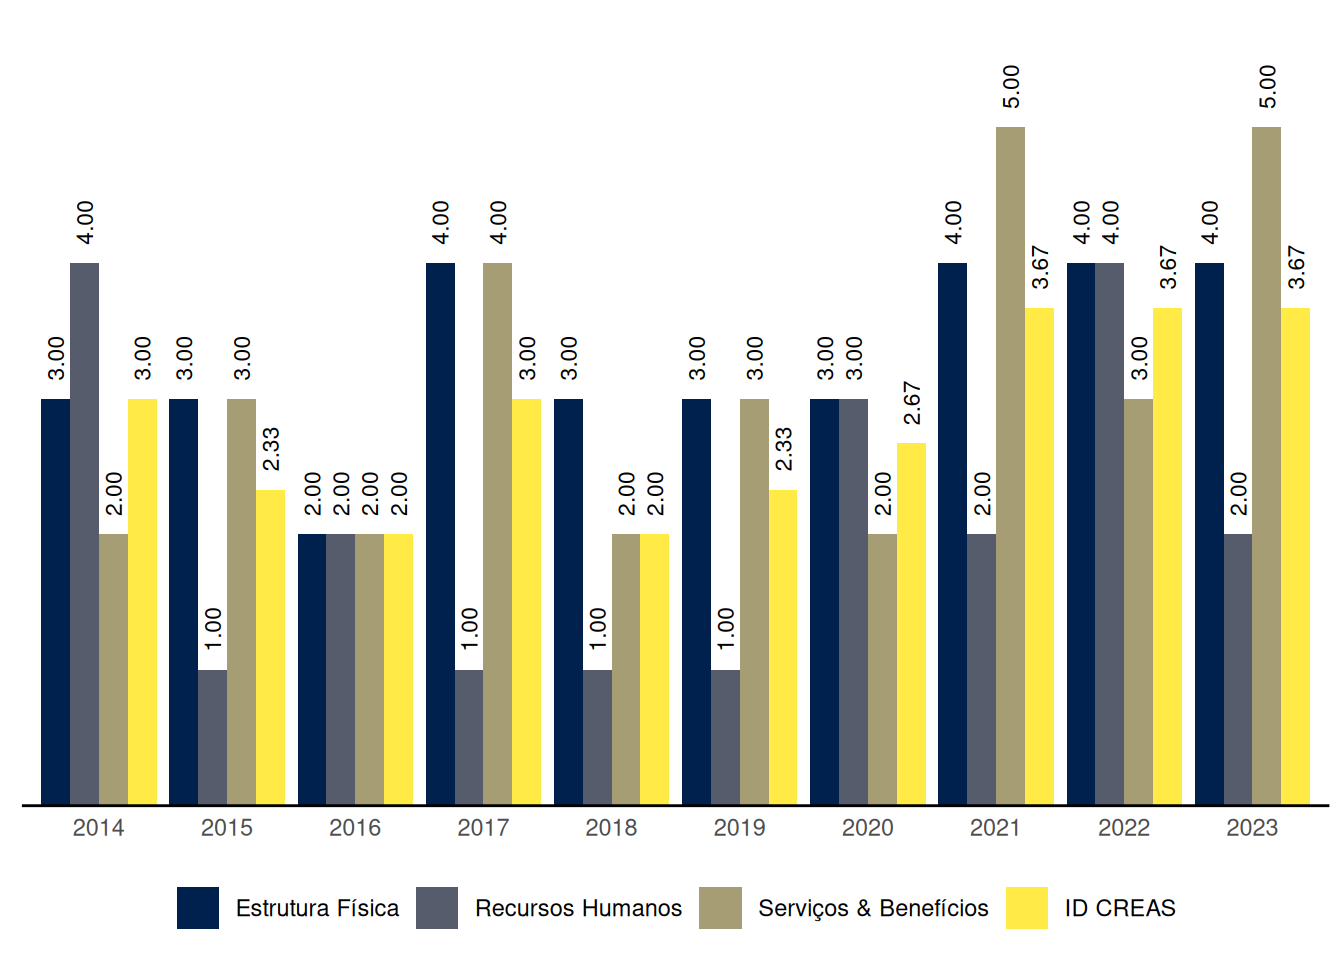 3.00 4.00 2.00 3.00
3.00 1.00 3.00 2.33
2.00 2.00 2.00 2.00
4.00 1.00 4.00 3.00
3.00 1.00 2.00 2.00
3.00 1.00 3.00 2.33
3.00 3.00 2.00 2.67
4.00 2.00 5.00 3.67
4.00 4.00 3.00 3.67
4.00 2.00 5.00 3.67
2014 2015 2016 2017 2018 2019 2020 2021 2022 2023
Estrutura Física Recursos Humanos Serviços & Benefícios ID CREAS